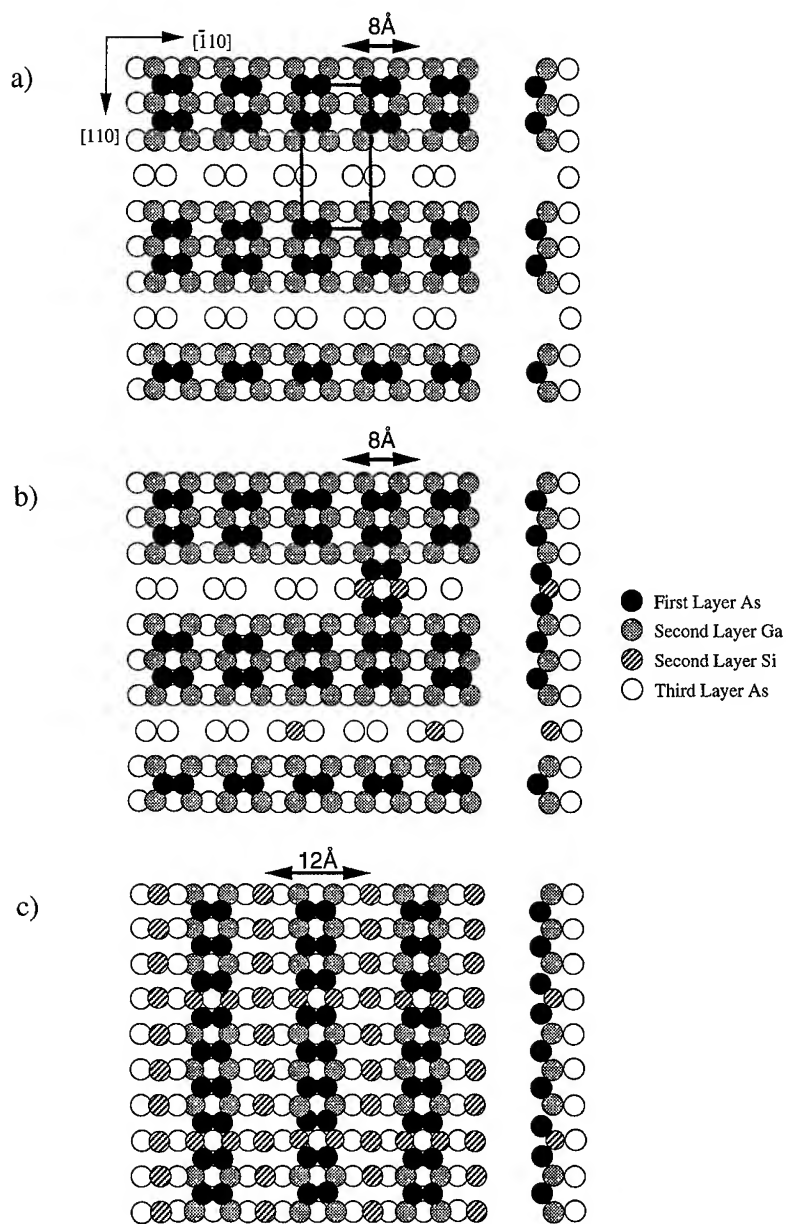 8Å
[1̄10]
a)
[110]
8Å
b)
First Layer As
Second Layer Ga
Second Layer Si
Third Layer As
12Å
c)